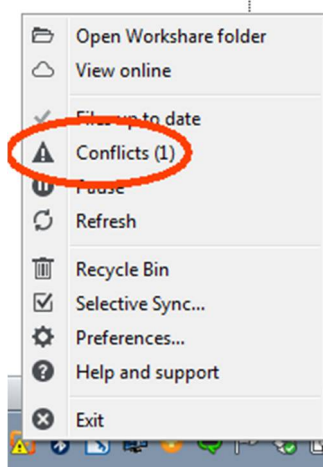 Open Workshare folder
View online
Files up to date
Conflicts (1)
Pause
Refresh
Recycle Bin
Selective Sync...
Preferences...
Help and support
Exit